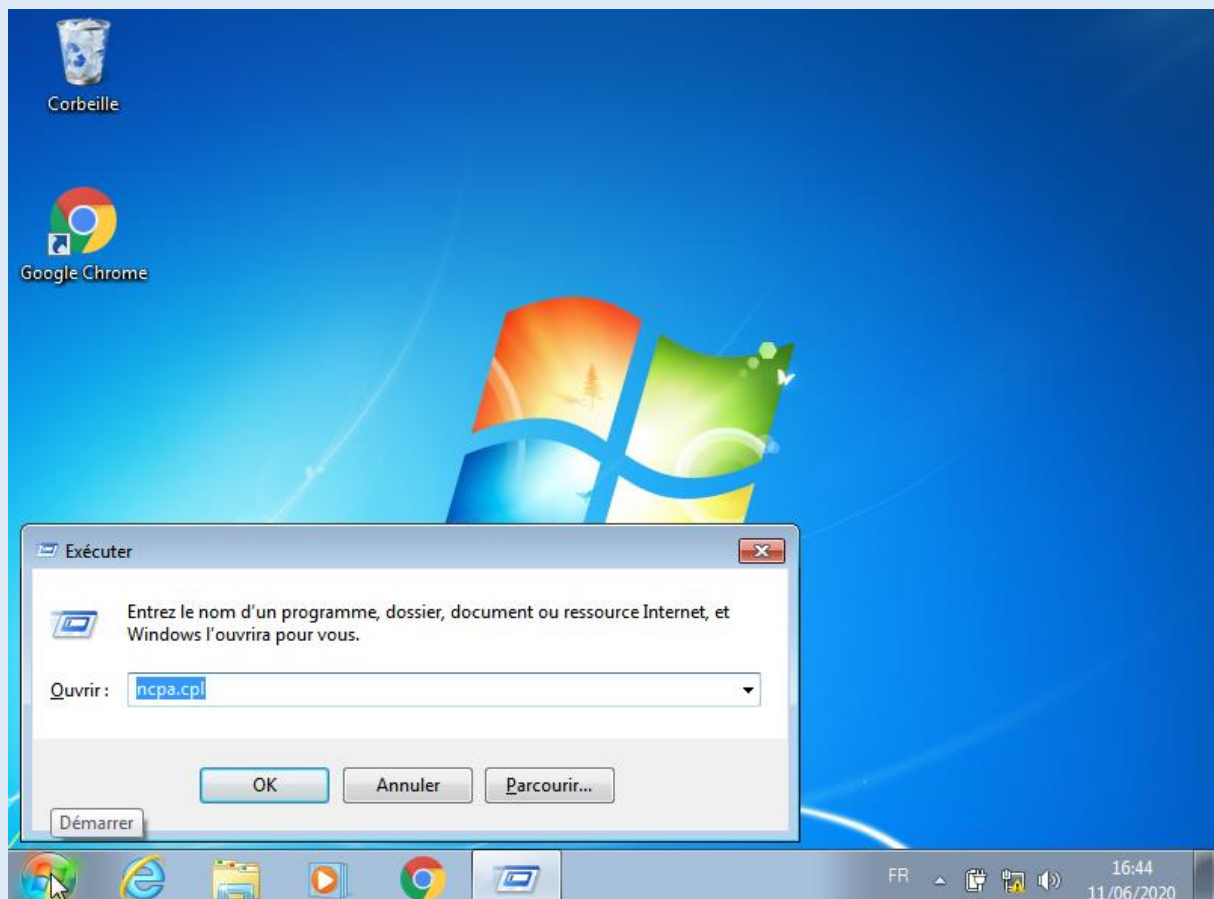 Corbeille
Google Chrome
Exécuter
Entrez le nom d'un programme, dossier, document ou ressource Internet, et
Windows l'ouvrira pour vous.
Ouvrir :
ncpa.cpl
OK
Annuler
Parcourir...
Démarrer
FR
16:44
11/06/2020